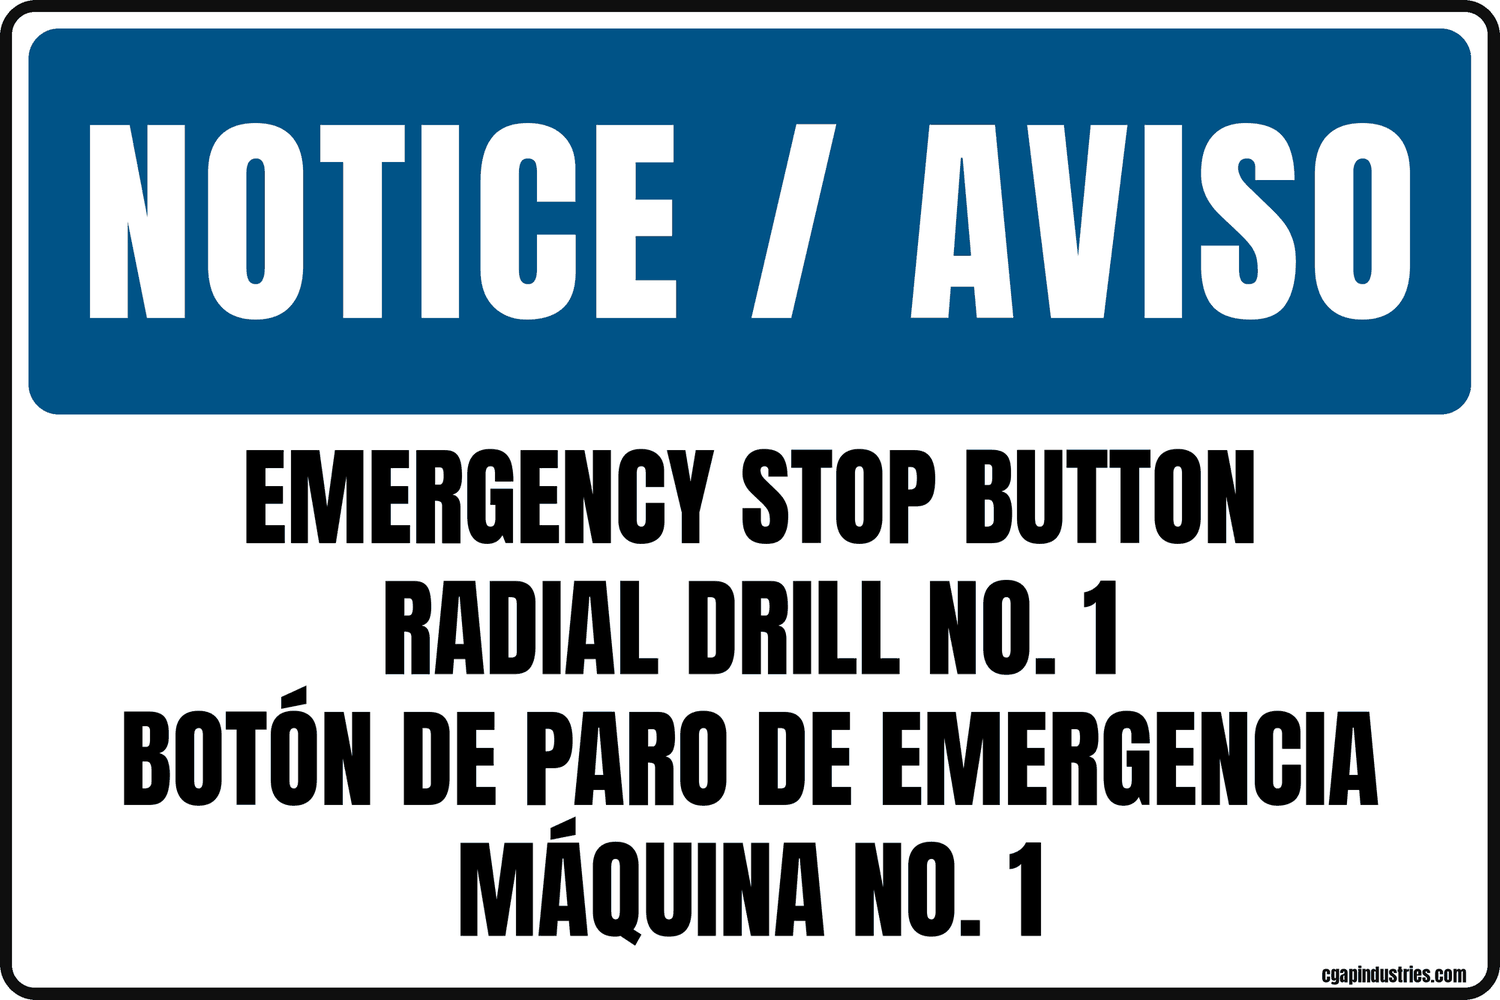 NOTICE / AVISO
EMERGENCY STOP BUTTON
RADIAL DRILL NO. 1
BOTÓN DE PARO DE EMERGENCIA
MÁQUINA NO. 1
cgapindustries.com